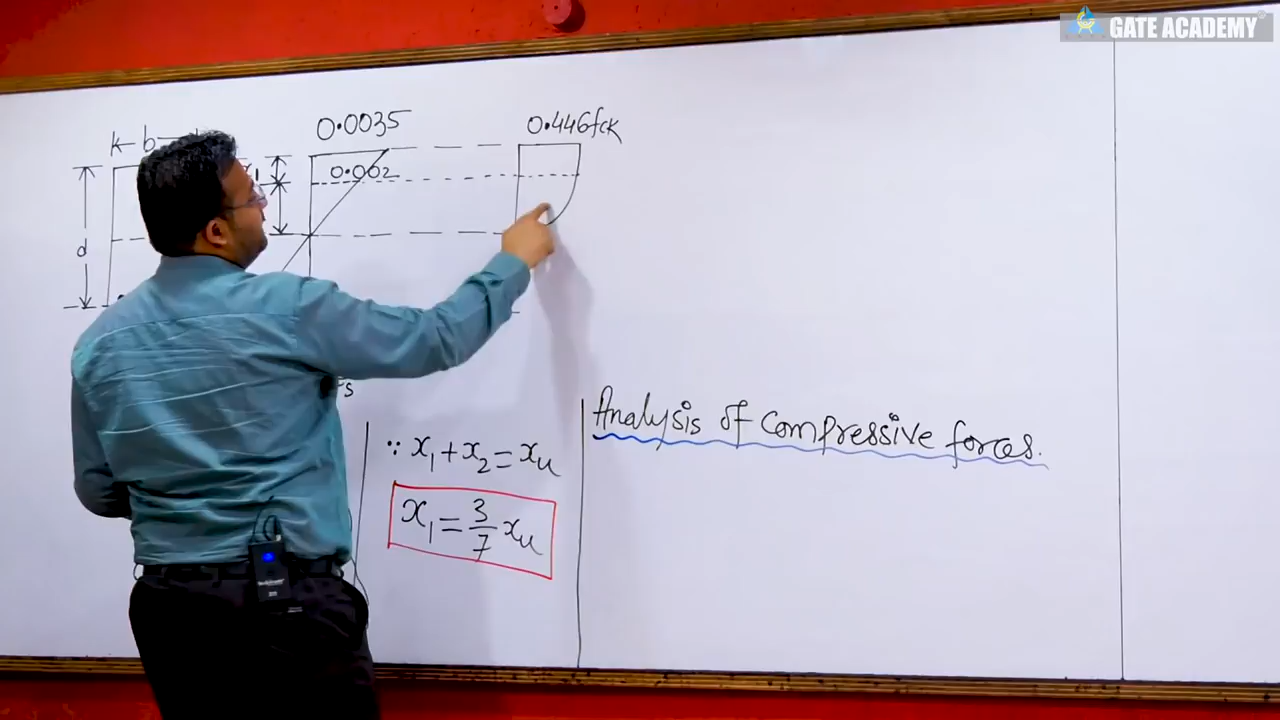 GATE ACADEMY
b
0.0035
0.446fck
0.002
d
∵ x₁ + x₂ = xᵤ
x₁ = 3/7 xᵤ
Analysis of compressive forces.